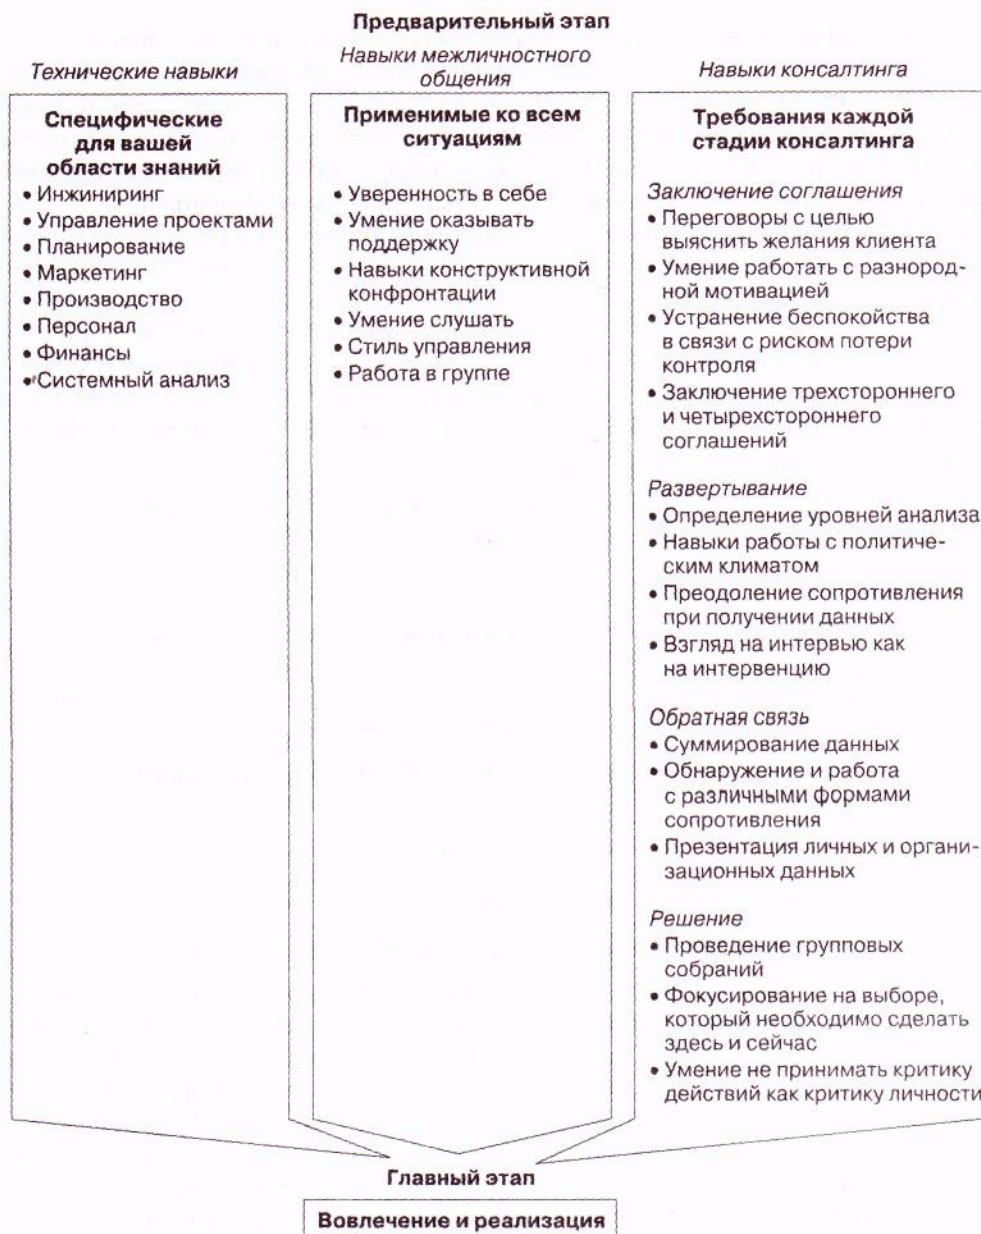 Предварительный этап
Технические навыки
Специфические
для вашей
области знаний
• Инжиниринг
• Управление проектами
• Планирование
• Маркетинг
• Производство
• Персонал
• Финансы
• Системный анализ
Навыки межличностного
общения
Применимые ко всем
ситуациям
• Уверенность в себе
• Умение оказывать
поддержку
• Навыки конструктивной
конфронтации
• Умение слушать
• Стиль управления
• Работа в группе
Навыки консалтинга
Требования каждой
стадии консалтинга
Заключение соглашения
• Переговоры с целью
выяснить желания клиента
• Умение работать с разнород-
ной мотивацией
• Устранение беспокойства
в связи с риском потери
контроля
• Заключение трехстороннего
и четырехстороннего
соглашений
Развертывание
• Определение уровней анализа
• Навыки работы с политиче-
ским климатом
• Преодоление сопротивления
при получении данных
• Взгляд на интервью как
на интервенцию
Обратная связь
• Суммирование данных
• Обнаружение и работа
с различными формами
сопротивления
• Презентация личных и органи-
зационных данных
Решение
• Проведение групповых
собраний
• Фокусирование на выборе,
который необходимо сделать
здесь и сейчас
• Умение не принимать критику
действий как критику личности
Главный этап
Вовлечение и реализация